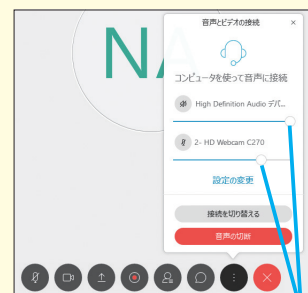 音声とビデオの接続 ×
NA
コンピュータを使って音声に接続
High Definition Audio デバ...
2- HD Webcam C270
設定の変更
接続を切り替える
音声の切断